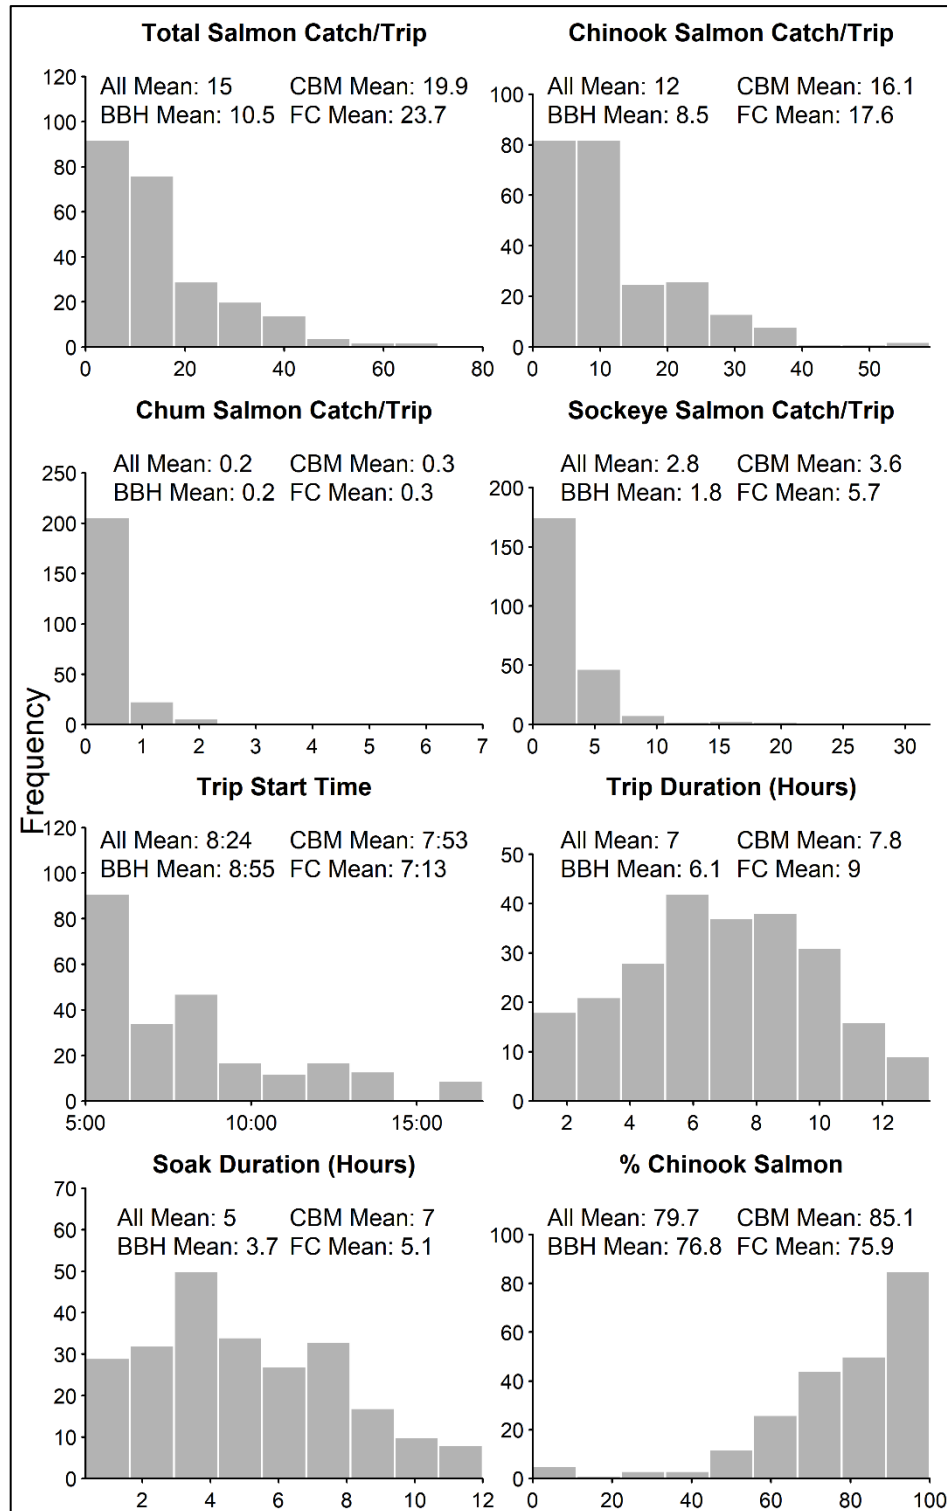 Total Salmon Catch/Trip
All Mean: 15 CBM Mean: 19.9
BBH Mean: 10.5 FC Mean: 23.7
120
100
80
60
40
20
0
0 20 40 60 80
Chinook Salmon Catch/Trip
All Mean: 12 CBM Mean: 16.1
BBH Mean: 8.5 FC Mean: 17.6
100
80
60
40
20
0
0 10 20 30 40 50
Chum Salmon Catch/Trip
All Mean: 0.2 CBM Mean: 0.3
BBH Mean: 0.2 FC Mean: 0.3
250
200
150
100
50
0
0 1 2 3 4 5 6 7
Sockeye Salmon Catch/Trip
All Mean: 2.8 CBM Mean: 3.6
BBH Mean: 1.8 FC Mean: 5.7
200
150
100
50
0
0 5 10 15 20 25 30
Frequency
Trip Start Time
All Mean: 8:24 CBM Mean: 7:53
BBH Mean: 8:55 FC Mean: 7:13
120
100
80
60
40
20
0
5:00 10:00 15:00
Trip Duration (Hours)
All Mean: 7 CBM Mean: 7.8
BBH Mean: 6.1 FC Mean: 9
50
40
30
20
10
0
2 4 6 8 10 12
Soak Duration (Hours)
All Mean: 5 CBM Mean: 7
BBH Mean: 3.7 FC Mean: 5.1
70
60
50
40
30
20
10
0
2 4 6 8 10 12
% Chinook Salmon
All Mean: 79.7 CBM Mean: 85.1
BBH Mean: 76.8 FC Mean: 75.9
100
80
60
40
20
0
0 20 40 60 80 100